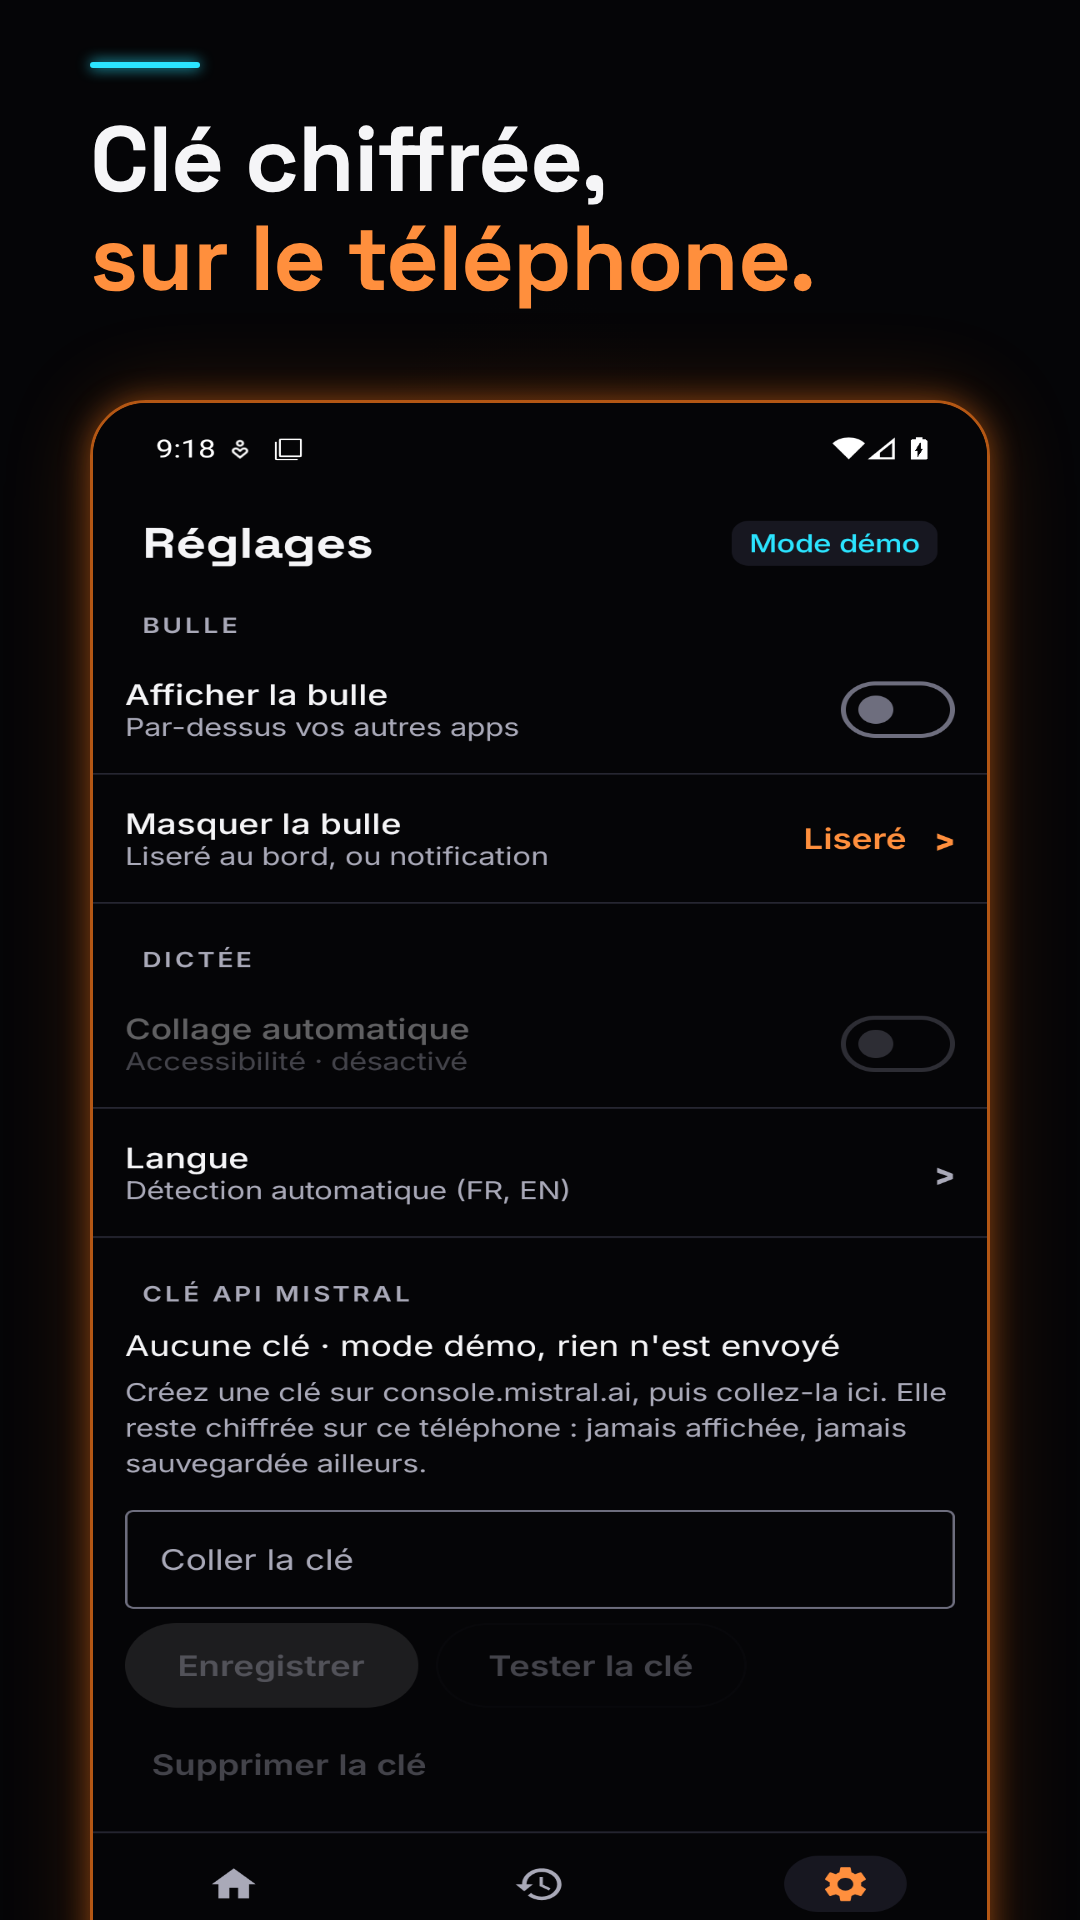 Clé chiffrée,
sur le téléphone.
9:18
Réglages
Mode démo
BULLE
Afficher la bulle
Par-dessus vos autres apps
Masquer la bulle
Liseré au bord, ou notification
Liseré >
DICTÉE
Collage automatique
Accessibilité · désactivé
Langue
Détection automatique (FR, EN)
>
CLÉ API MISTRAL
Aucune clé · mode démo, rien n'est envoyé
Créez une clé sur console.mistral.ai, puis collez-la ici. Elle
reste chiffrée sur ce téléphone : jamais affichée, jamais
sauvegardée ailleurs.
Coller la clé
Enregistrer
Tester la clé
Supprimer la clé